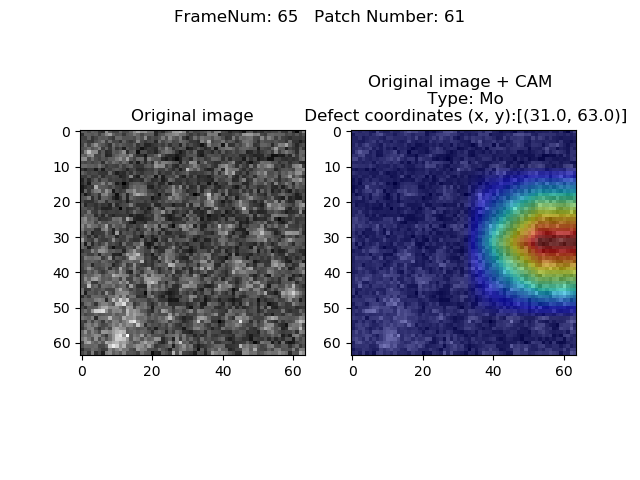 FrameNum: 65   Patch Number: 61
Original image
0
10
20
30
40
50
60
0 20 40 60
Original image + CAM
Type: Mo
Defect coordinates (x, y):[(31.0, 63.0)]
0
10
20
30
40
50
60
0 20 40 60